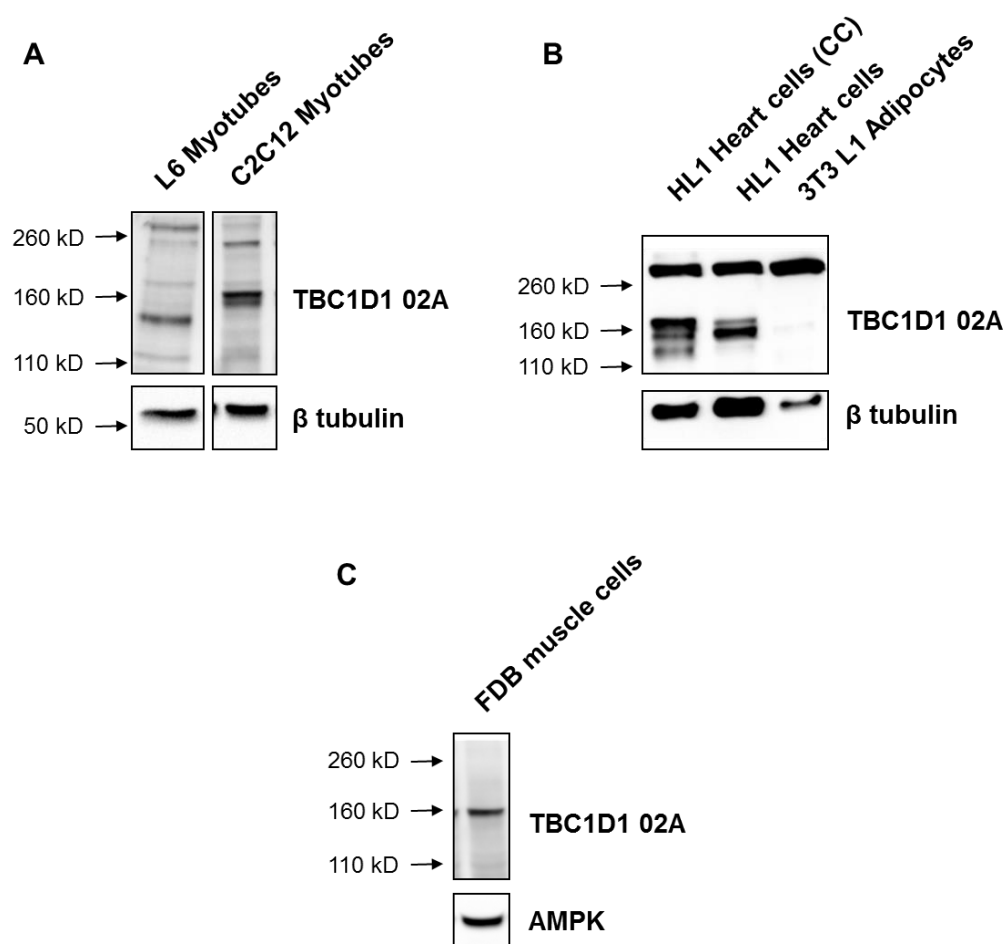 A
L6 Myotubes
C2C12 Myotubes
260 kD
160 kD
110 kD
TBC1D1 02A
50 kD
β tubulin
B
HL1 Heart cells (CC)
HL1 Heart cells
3T3 L1 Adipocytes
260 kD
160 kD
110 kD
TBC1D1 02A
β tubulin
C
FDB muscle cells
260 kD
160 kD
110 kD
TBC1D1 02A
AMPK